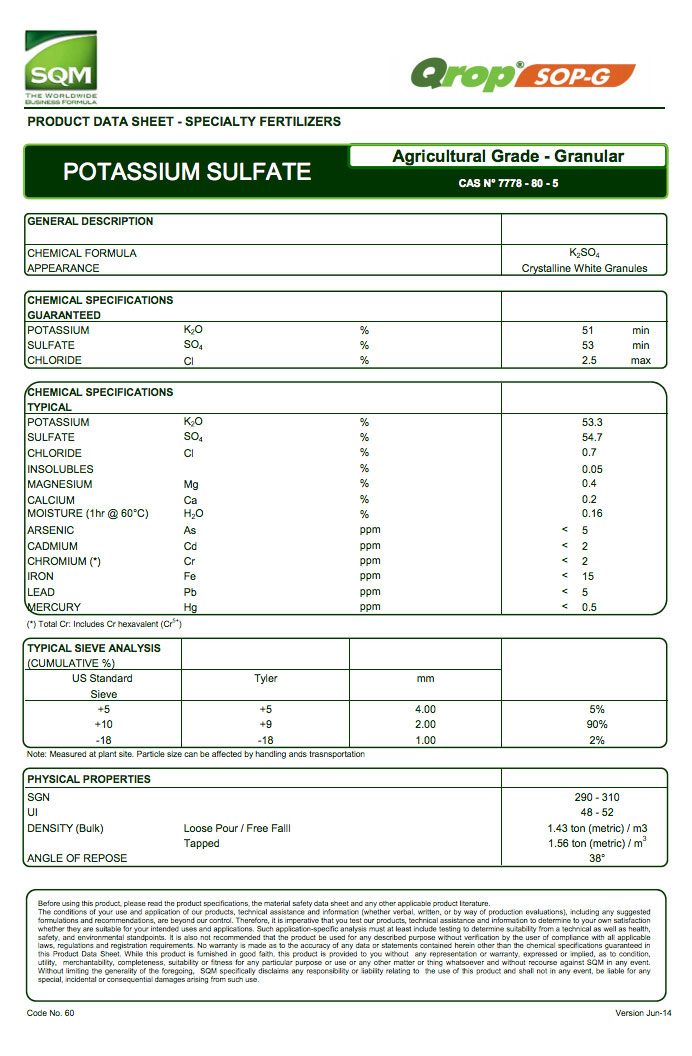 SQM
THE WORLDWIDE
BUSINESS FORMULA
Qrop® SOP-G
PRODUCT DATA SHEET - SPECIALTY FERTILIZERS
POTASSIUM SULFATE
Agricultural Grade - Granular
CAS N° 7778 - 80 - 5
GENERAL DESCRIPTION
CHEMICAL FORMULA K₂SO₄
APPEARANCE Crystalline White Granules
CHEMICAL SPECIFICATIONS
GUARANTEED
POTASSIUM K₂O % 51 min
SULFATE SO₄ % 53 min
CHLORIDE Cl % 2.5 max
CHEMICAL SPECIFICATIONS
TYPICAL
POTASSIUM K₂O % 53.3
SULFATE SO₄ % 54.7
CHLORIDE Cl % 0.7
INSOLUBLES % 0.05
MAGNESIUM Mg % 0.4
CALCIUM Ca % 0.2
MOISTURE (1hr @ 60°C) H₂O % 0.16
ARSENIC As ppm < 5
CADMIUM Cd ppm < 2
CHROMIUM (*) Cr ppm < 2
IRON Fe ppm < 15
LEAD Pb ppm < 5
MERCURY Hg ppm < 0.5
(*) Total Cr: Includes Cr hexavalent (Cr⁵⁺)
TYPICAL SIEVE ANALYSIS
(CUMULATIVE %)
US Standard Tyler mm
Sieve
+5 +5 4.00 5%
+10 +9 2.00 90%
-18 -18 1.00 2%
Note: Measured at plant site. Particle size can be affected by handling ands trasnsportation
PHYSICAL PROPERTIES
SGN 290 - 310
UI 48 - 52
DENSITY (Bulk) Loose Pour / Free Falll 1.43 ton (metric) / m3
Tapped 1.56 ton (metric) / m³
ANGLE OF REPOSE 38°
Before using this product, please read the product specifications, the material safety data sheet and any other applicable product literature.
The conditions of your use and application of our products, technical assistance and information (whether verbal, written, or by way of production evaluations), including any suggested
formulations and recommendations, are beyond our control. Therefore, it is imperative that you test our products, technical assistance and information to determine to your own satisfaction
whether they are suitable for your intended uses and applications. Such application-specific analysis must at least include testing to determine suitability from a technical as well as health,
safety, and environmental standpoints. It is also not recommended that the product be used for any described purpose without verification by the user of compliance with all applicable
laws, regulations and registration requirements. No warranty is made as to the accuracy of any data or statements contained herein other than the chemical specifications guaranteed in
this Product Data Sheet. While this product is furnished in good faith, this product is provided to you without any representation or warranty, expressed or implied, as to condition,
utility, merchantability, completeness, suitability or fitness for any particular purpose or use or any other matter or thing whatsoever and without recourse against SQM in any event.
Without limiting the generality of the foregoing, SQM specifically disclaims any responsibility or liability relating to the use of this product and shall not in any event, be liable for any
special, incidental or consequential damages arising from such use.
Code No. 60 Version Jun-14